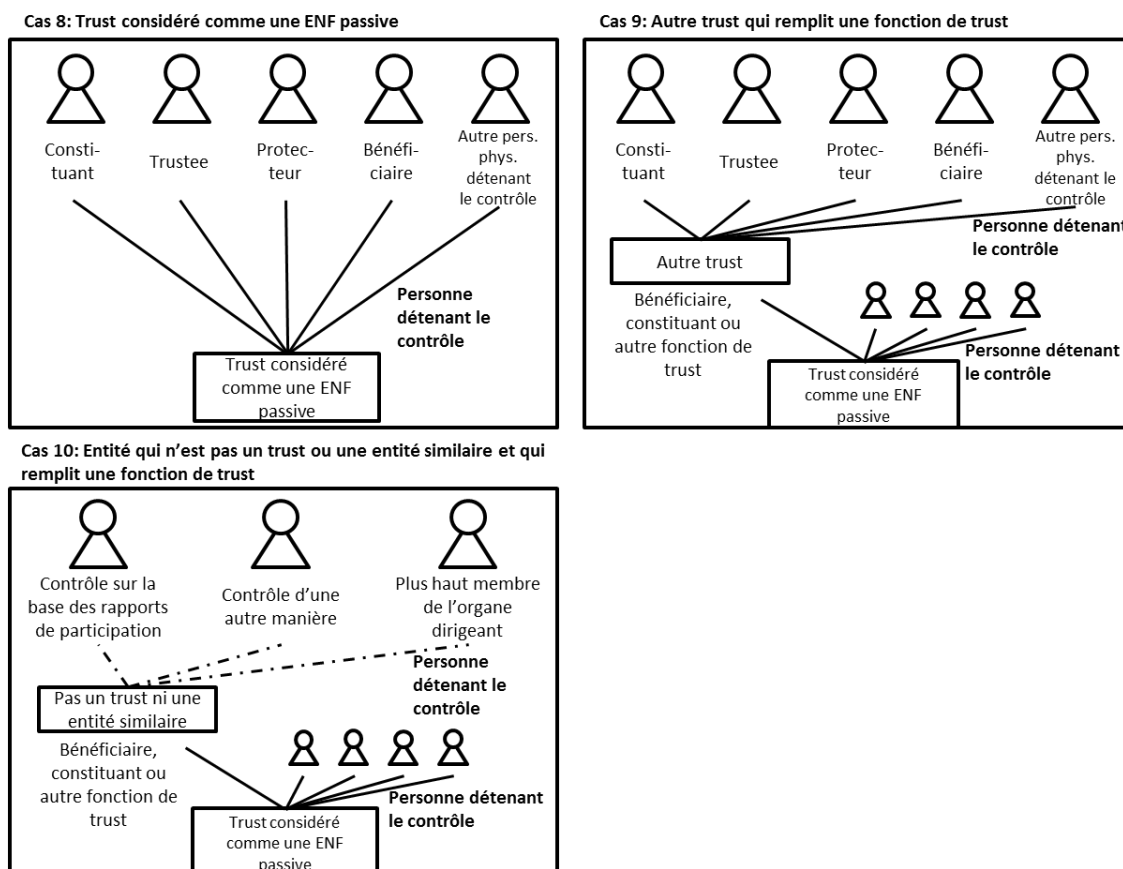 Cas 8: Trust considéré comme une ENF passive
Consti-
tuant
Trustee
Protec-
teur
Bénéfi-
ciaire
Autre pers.
phys.
détenant
le contrôle
Personne
détenant le
contrôle
Trust considéré
comme une ENF
passive
Cas 9: Autre trust qui remplit une fonction de trust
Consti-
tuant
Trustee
Protec-
teur
Bénéfi-
ciaire
Autre pers.
phys.
détenant le
contrôle
Personne détenant
le contrôle
Autre trust
Bénéficiaire,
constituant ou
autre fonction de
trust
Personne détenant
le contrôle
Trust considéré
comme une ENF
passive
Cas 10: Entité qui n’est pas un trust ou une entité similaire et qui
remplit une fonction de trust
Contrôle sur la
base des rapports
de participation
Contrôle d’une
autre manière
Plus haut membre
de l’organe
dirigeant
Personne
détenant le
contrôle
Pas un trust ni une
entité similaire
Bénéficiaire,
constituant ou
autre fonction de
trust
Personne détenant
le contrôle
Trust considéré
comme une ENF
passive